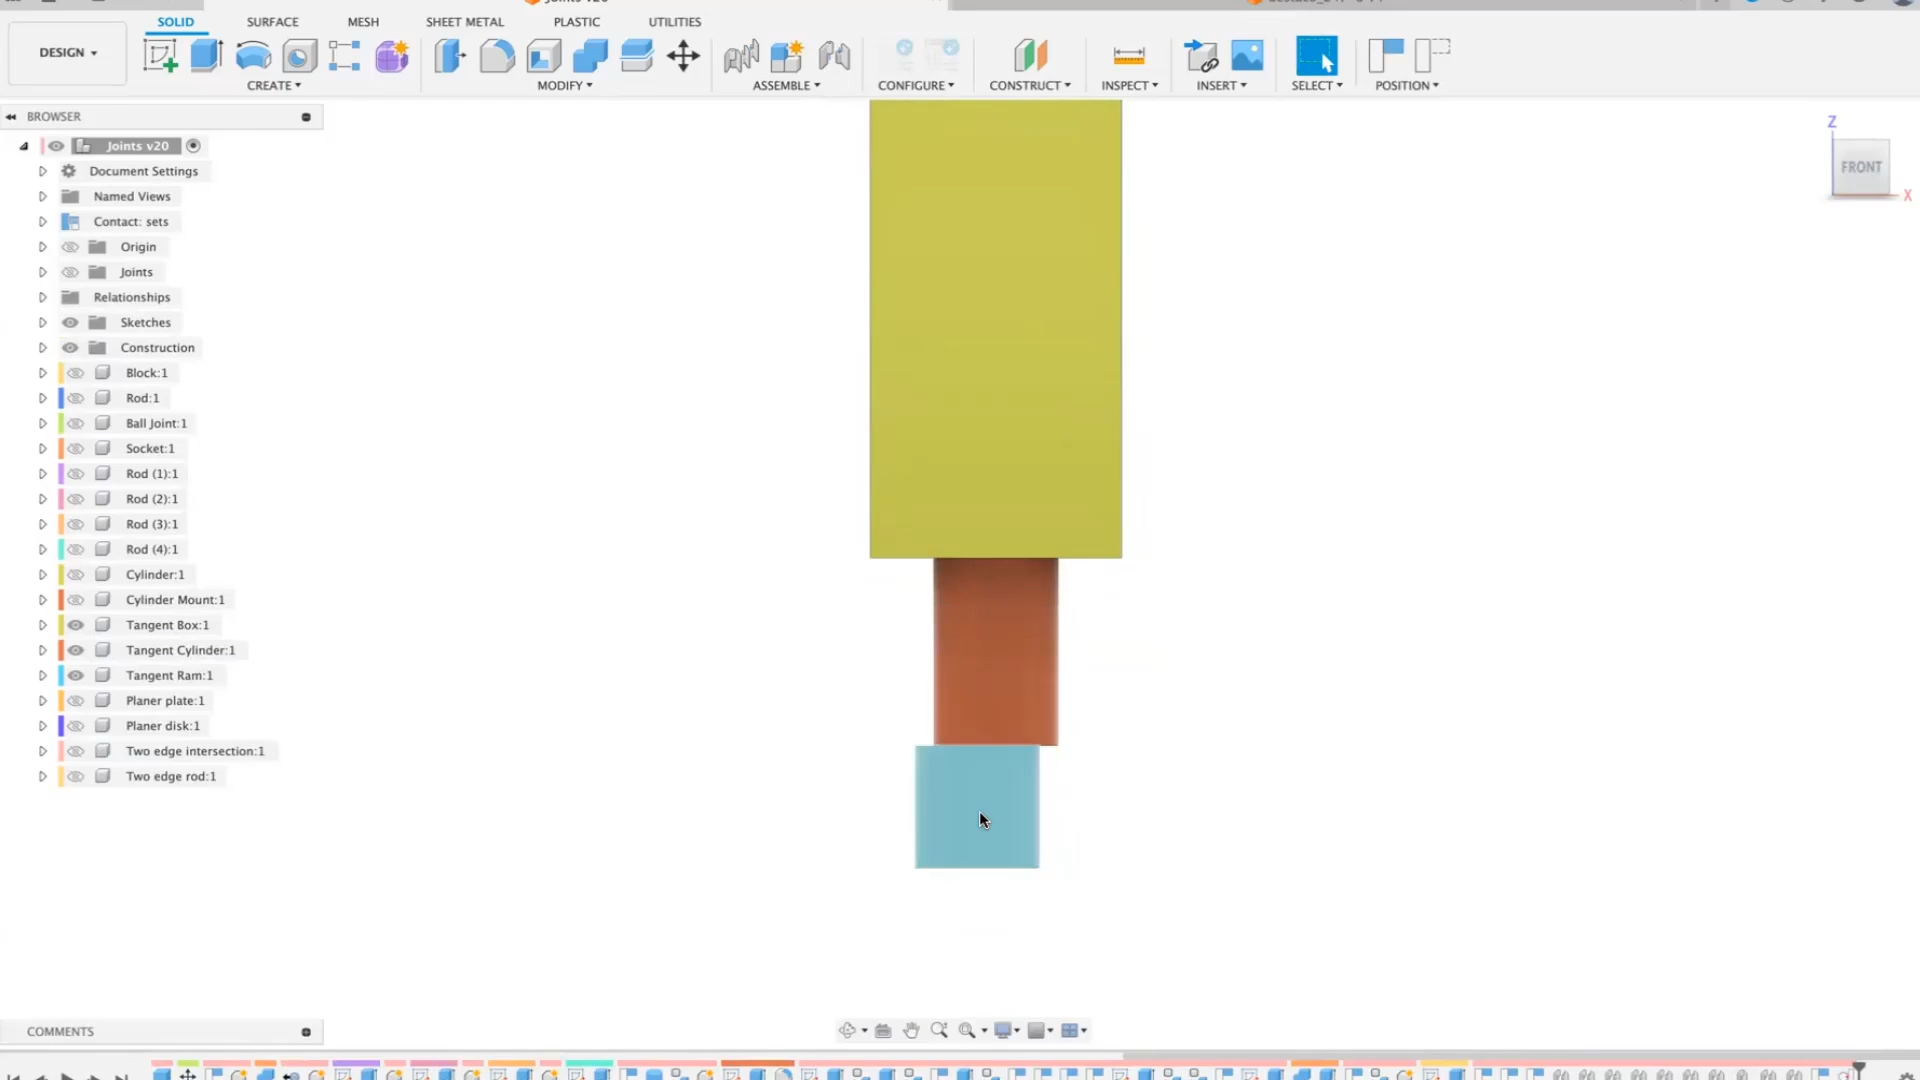 Joints v20
SOLID SURFACE MESH SHEET METAL PLASTIC UTILITIES
DESIGN
CREATE MODIFY ASSEMBLE CONFIGURE CONSTRUCT INSPECT INSERT SELECT POSITION
BROWSER
Joints v20
Document Settings
Named Views
Contact: sets
Origin
Joints
Relationships
Sketches
Construction
Block:1
Rod:1
Ball Joint:1
Socket:1
Rod (1):1
Rod (2):1
Rod (3):1
Rod (4):1
Cylinder:1
Cylinder Mount:1
Tangent Box:1
Tangent Cylinder:1
Tangent Ram:1
Planer plate:1
Planer disk:1
Two edge intersection:1
Two edge rod:1
Z
FRONT
X
COMMENTS